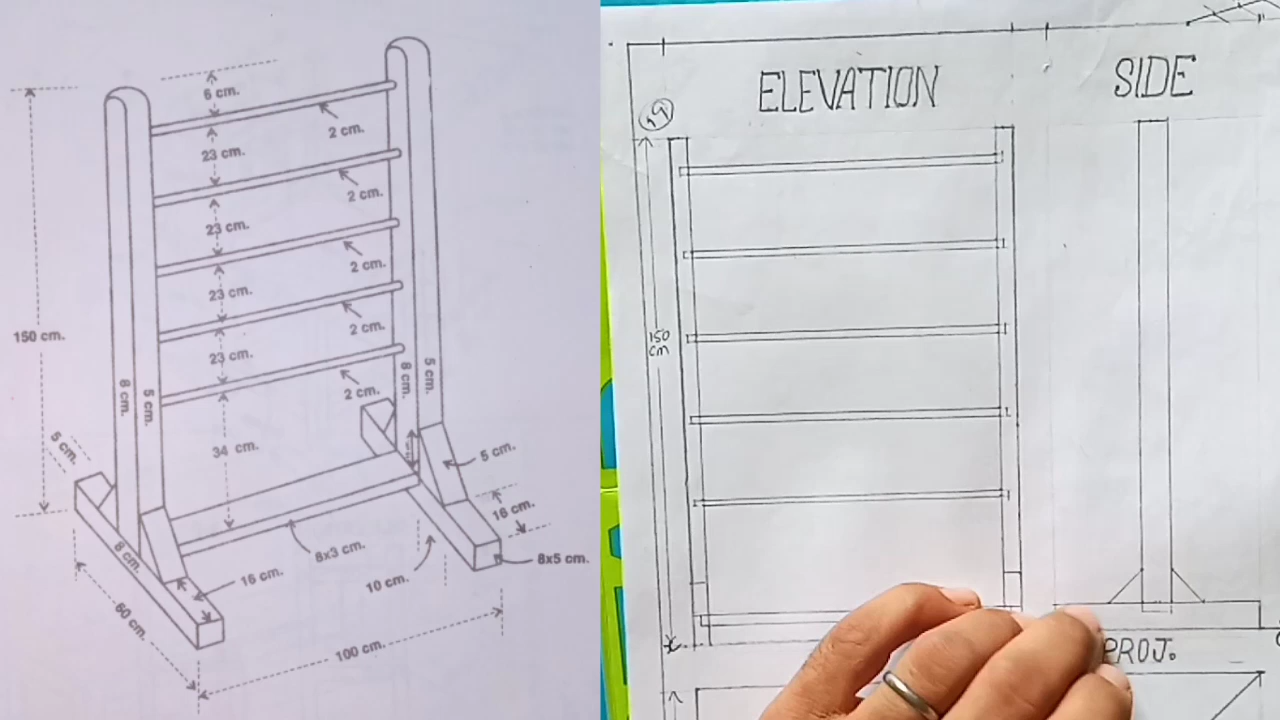 6 cm.
2 cm.
23 cm.
2 cm.
23 cm.
2 cm.
23 cm.
2 cm.
23 cm.
2 cm.
150 cm.
8 cm.
5 cm.
8 cm.
5 cm.
34 cm.
5 cm.
5 cm.
16 cm.
8x3 cm.
8x5 cm.
8 cm.
16 cm.
10 cm.
60 cm.
100 cm.
ELEVATION
SIDE
150
cm
PROJ.